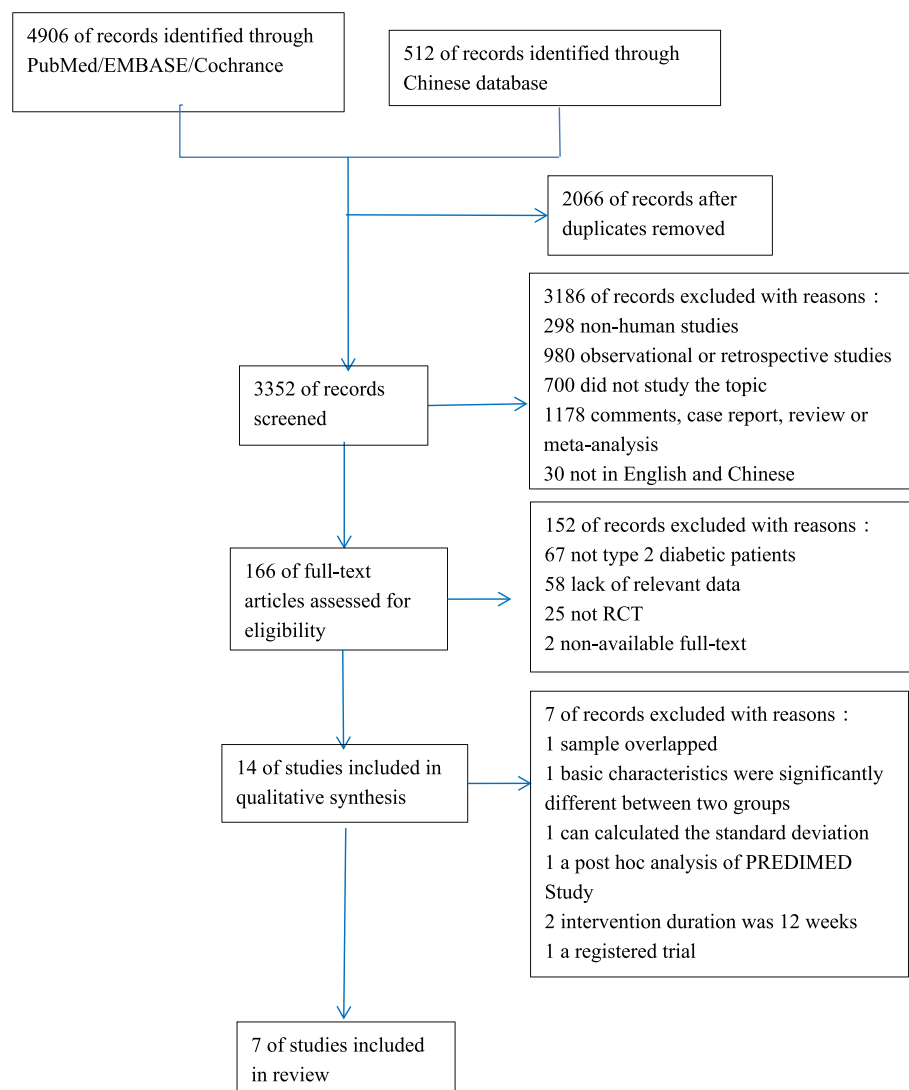 4906 of records identified through
PubMed/EMBASE/Cochrance
512 of records identified through
Chinese database
2066 of records after
duplicates removed
3186 of records excluded with reasons：
298 non-human studies
980 observational or retrospective studies
700 did not study the topic
1178 comments, case report, review or
meta-analysis
30 not in English and Chinese
3352 of records
screened
152 of records excluded with reasons：
67 not type 2 diabetic patients
58 lack of relevant data
25 not RCT
2 non-available full-text
166 of full-text
articles assessed for
eligibility
7 of records excluded with reasons：
1 sample overlapped
1 basic characteristics were significantly
different between two groups
1 can calculated the standard deviation
1 a post hoc analysis of PREDIMED
Study
2 intervention duration was 12 weeks
1 a registered trial
14 of studies included in
qualitative synthesis
7 of studies included
in review